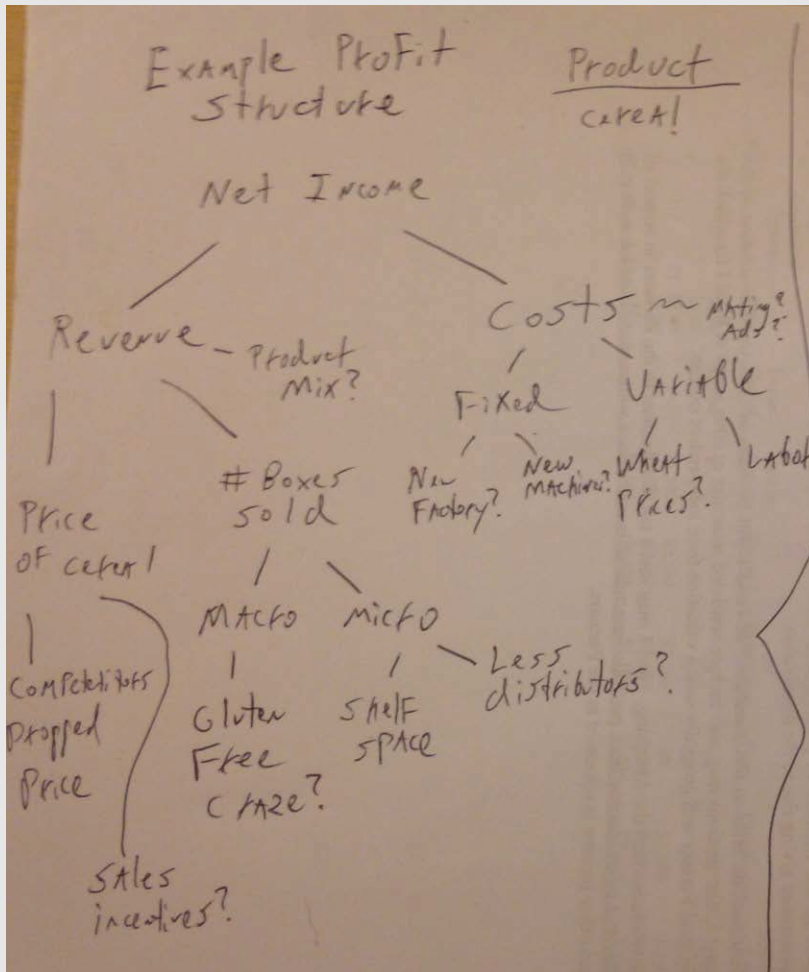 Example Profit
Structure
Product
cereal
Net Income
Revenue
Product
Mix?
Costs
Ads?
Fixed
Variable
New
Factory?
New
Machines?
Wheat
Prices?
Labor
Price
of cereal
# Boxes
sold
Macro
Micro
Competitors
Dropped
Price
Gluten
Free
Craze?
Shelf
space
Less
distributors?
Sales
incentives?